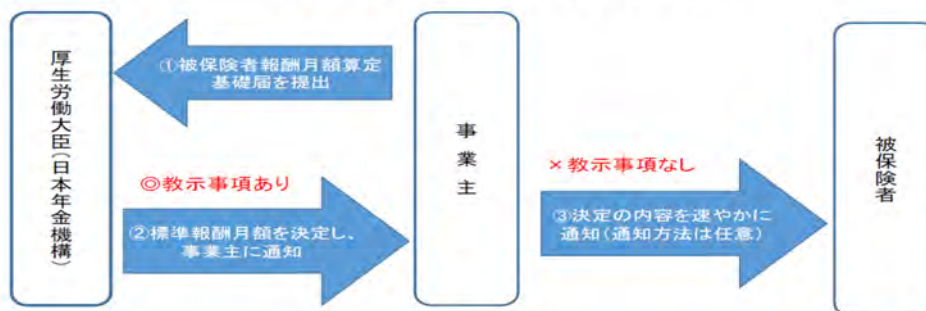 厚生労働大臣（日本年金機構）
①被保険者報酬月額算定
基礎届を提出
◎教示事項あり
②標準報酬月額を決定し、
事業主に通知
事業主
×教示事項なし
③決定の内容を速やかに
通知（通知方法は任意）
被保険者